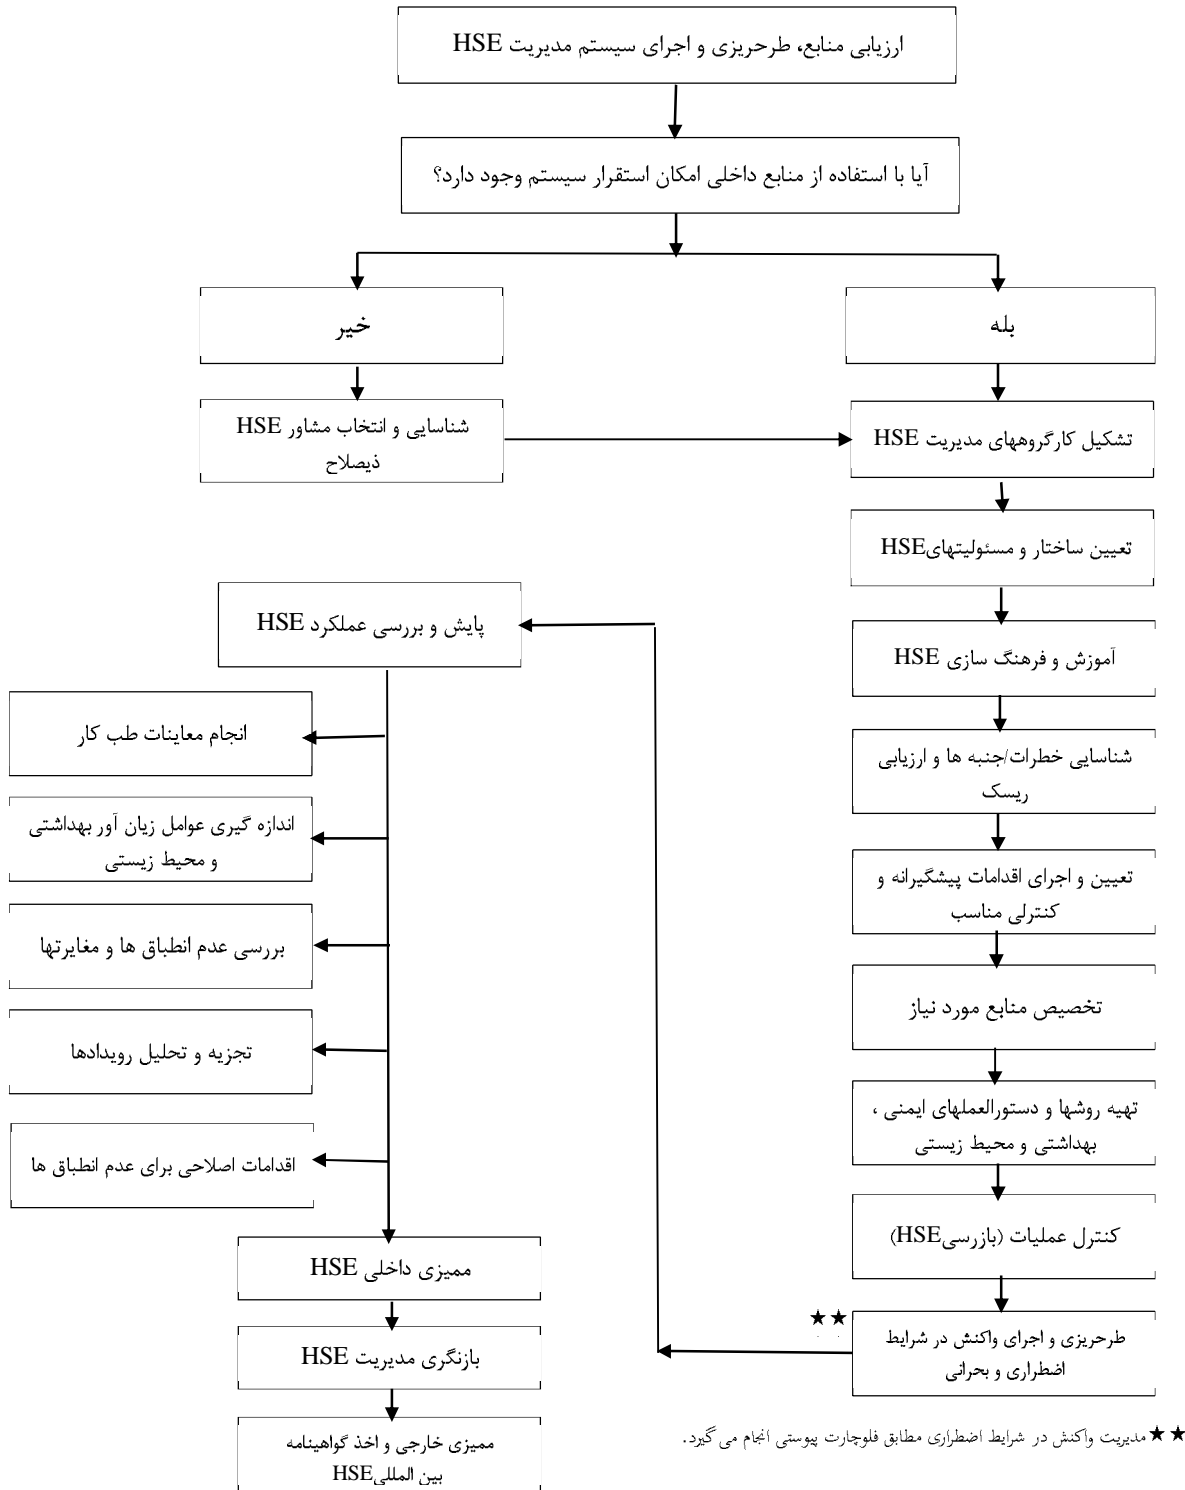 ارزیابی منابع، طرحریزی و اجرای سیستم مدیریت HSE
آیا با استفاده از منابع داخلی امکان استقرار سیستم وجود دارد؟
بله
خیر
شناسایی و انتخاب مشاور HSE
ذیصلاح
تشکیل کارگروههای مدیریت HSE
تعیین ساختار و مسئولیتهایHSE
آموزش و فرهنگ سازی HSE
شناسایی خطرات/جنبه ها و ارزیابی
ریسک
تعیین و اجرای اقدامات پیشگیرانه و
کنترلی مناسب
تخصیص منابع مورد نیاز
تهیه روشها و دستورالعملهای ایمنی ،
بهداشتی و محیط زیستی
کنترل عملیات (بازرسیHSE)
★★
طرحریزی و اجرای واکنش در شرایط
اضطراری و بحرانی
پایش و بررسی عملکرد HSE
انجام معاینات طب کار
اندازه گیری عوامل زیان آور بهداشتی
و محیط زیستی
بررسی عدم انطباق ها و مغایرتها
تجزیه و تحلیل رویدادها
اقدامات اصلاحی برای عدم انطباق ها
ممیزی داخلی HSE
بازنگری مدیریت HSE
ممیزی خارجی و اخذ گواهینامه
بین المللیHSE
★★مدیریت واکنش در شرایط اضطراری مطابق فلوچارت پیوستی انجام می گیرد.